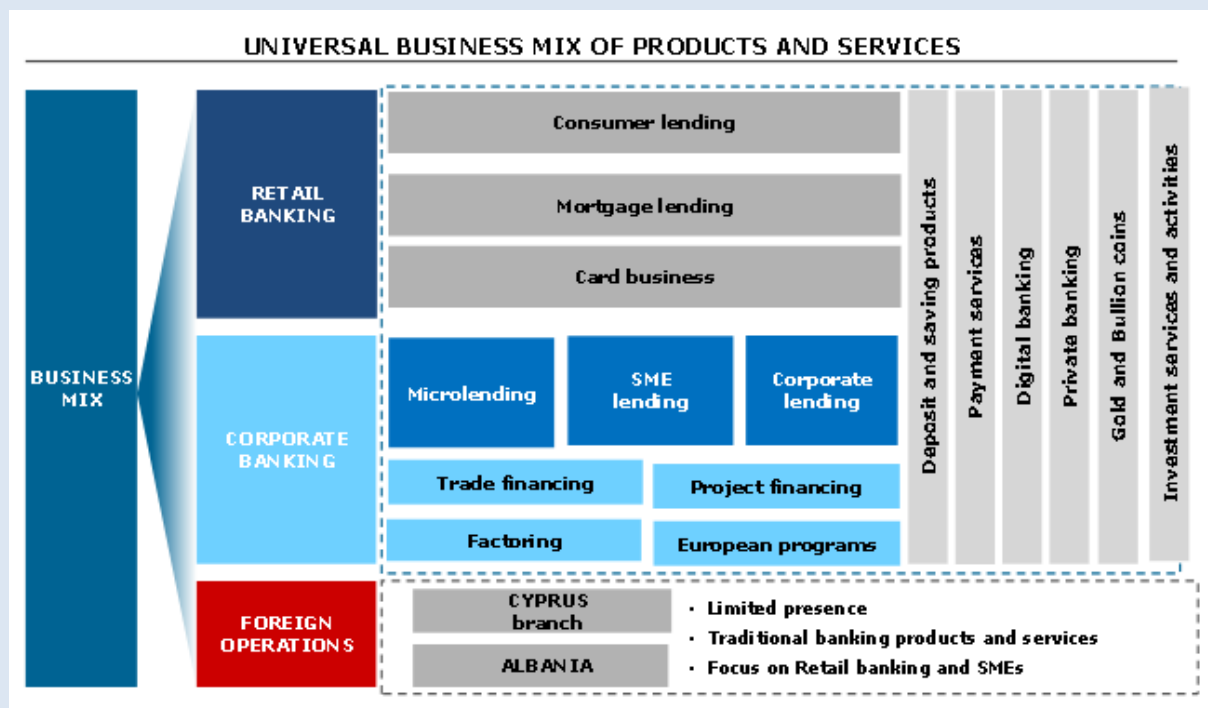 UNIVERSAL BUSINESS MIX OF PRODUCTS AND SERVICES
BUSINESS
MIX
RETAIL
BANKING
Consumer lending
Mortgage lending
Card business
CORPORATE
BANKING
Microlending
SME
lending
Corporate
lending
Trade financing
Project financing
Factoring
European programs
Deposit and saving products
Payment services
Digital banking
Private banking
Gold and Bullion coins
Investment services and activities
FOREIGN
OPERATIONS
CYPRUS
branch
ALBANIA
· Limited presence
· Traditional banking products and services
· Focus on Retail banking and SMEs